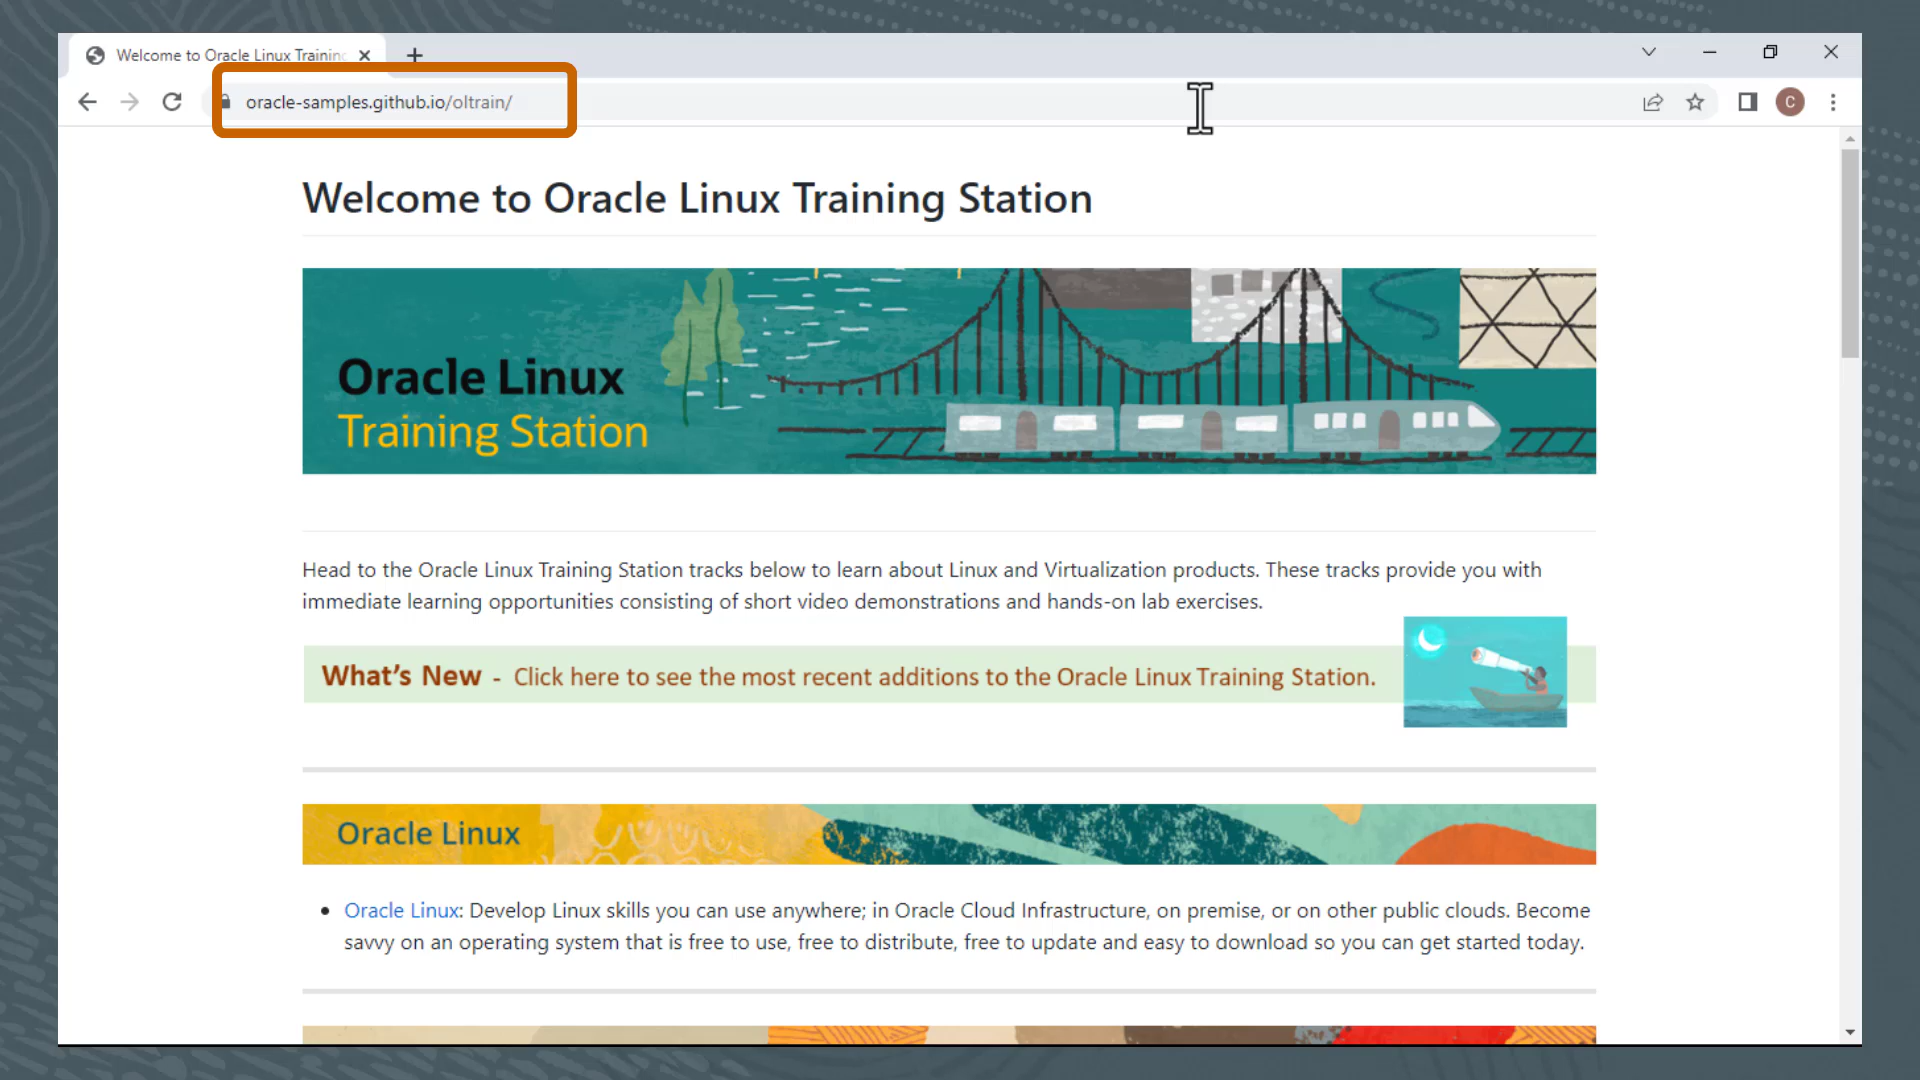 Welcome to Oracle Linux Training
oracle-samples.github.io/oltrain/
C
Welcome to Oracle Linux Training Station
Oracle Linux
Training Station
Head to the Oracle Linux Training Station tracks below to learn about Linux and Virtualization products. These tracks provide you with
immediate learning opportunities consisting of short video demonstrations and hands-on lab exercises.
What's New - Click here to see the most recent additions to the Oracle Linux Training Station.
Oracle Linux
• Oracle Linux: Develop Linux skills you can use anywhere; in Oracle Cloud Infrastructure, on premise, or on other public clouds. Become
savvy on an operating system that is free to use, free to distribute, free to update and easy to download so you can get started today.